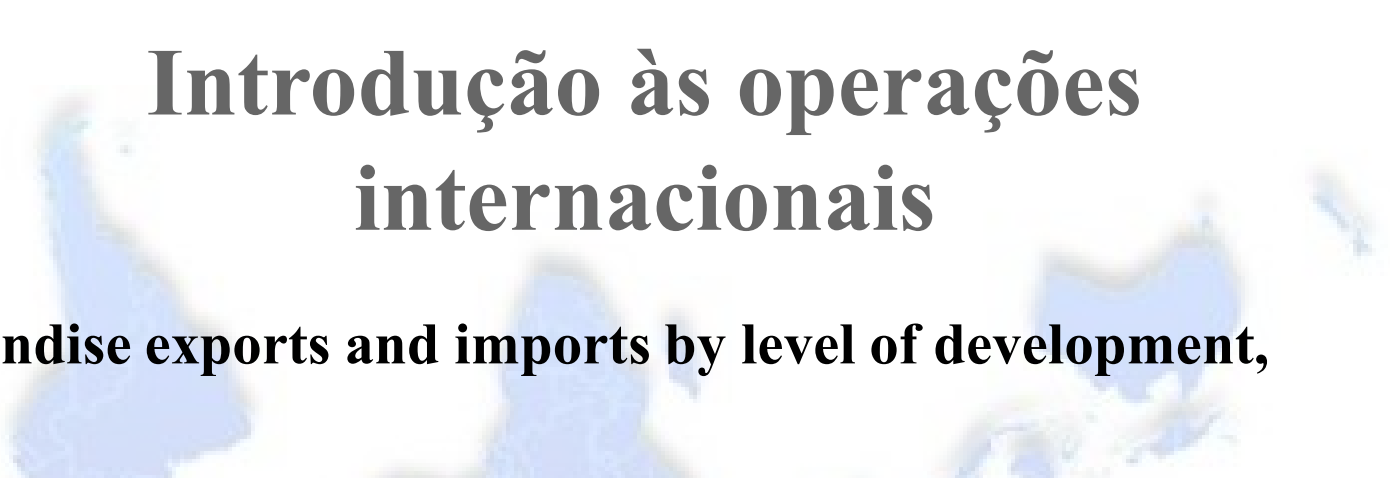 Introdução às operações
internacionais
ndise exports and imports by level of development,